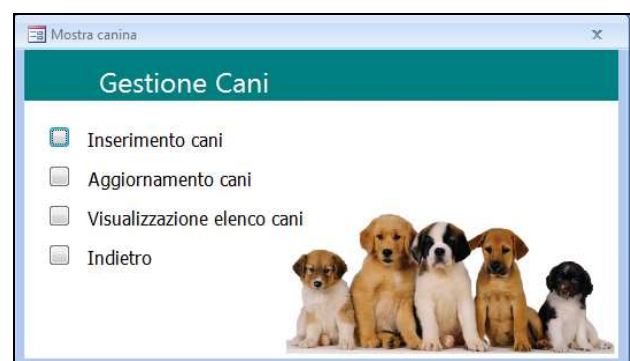 Mostra canina
Gestione Cani
Inserimento cani
Aggiornamento cani
Visualizzazione elenco cani
Indietro